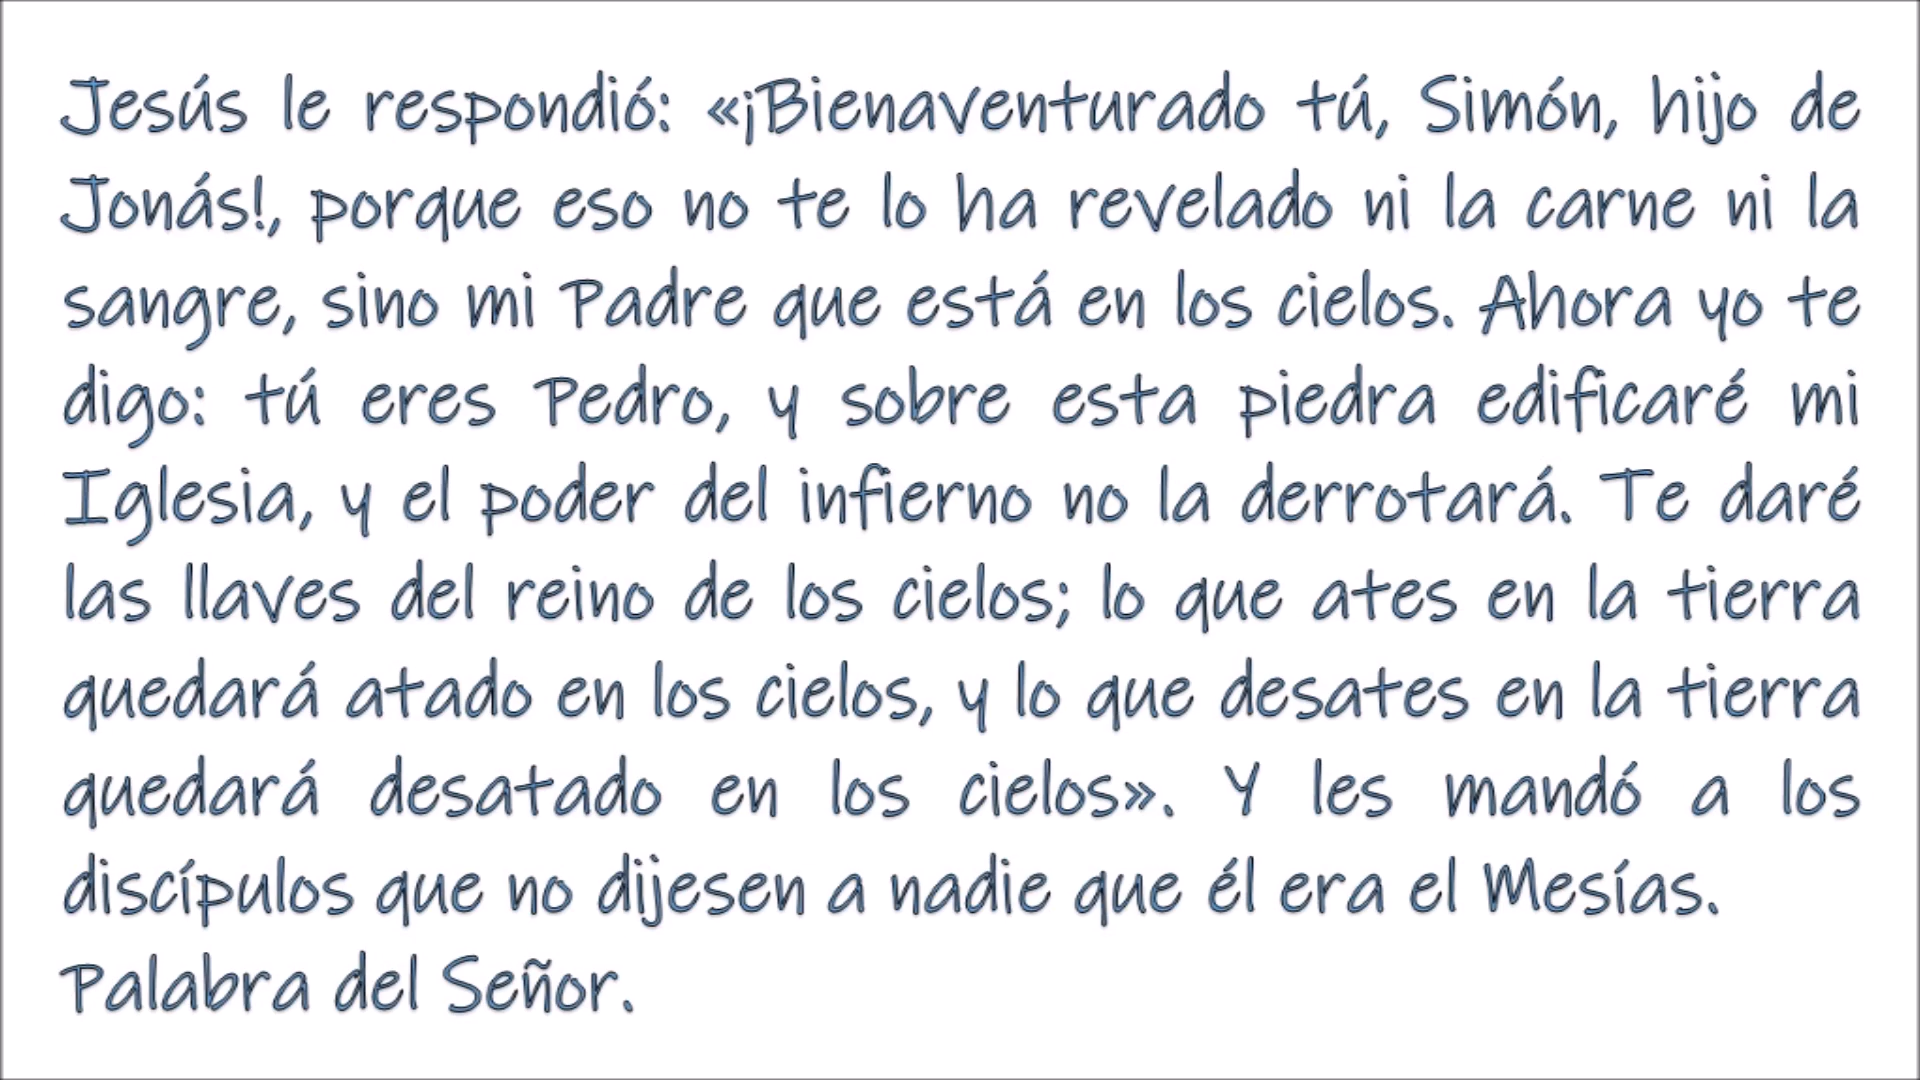 Jesús le respondió: «¡Bienaventurado tú, Simón, hijo de
Jonás!, porque eso no te lo ha revelado ni la carne ni la
sangre, sino mi Padre que está en los cielos. Ahora yo te
digo: tú eres Pedro, y sobre esta piedra edificaré mi
Iglesia, y el poder del infierno no la derrotará. Te daré
las llaves del reino de los cielos; lo que ates en la tierra
quedará atado en los cielos, y lo que desates en la tierra
quedará desatado en los cielos». Y les mandó a los
discípulos que no dijesen a nadie que él era el Mesías.
Palabra del Señor.